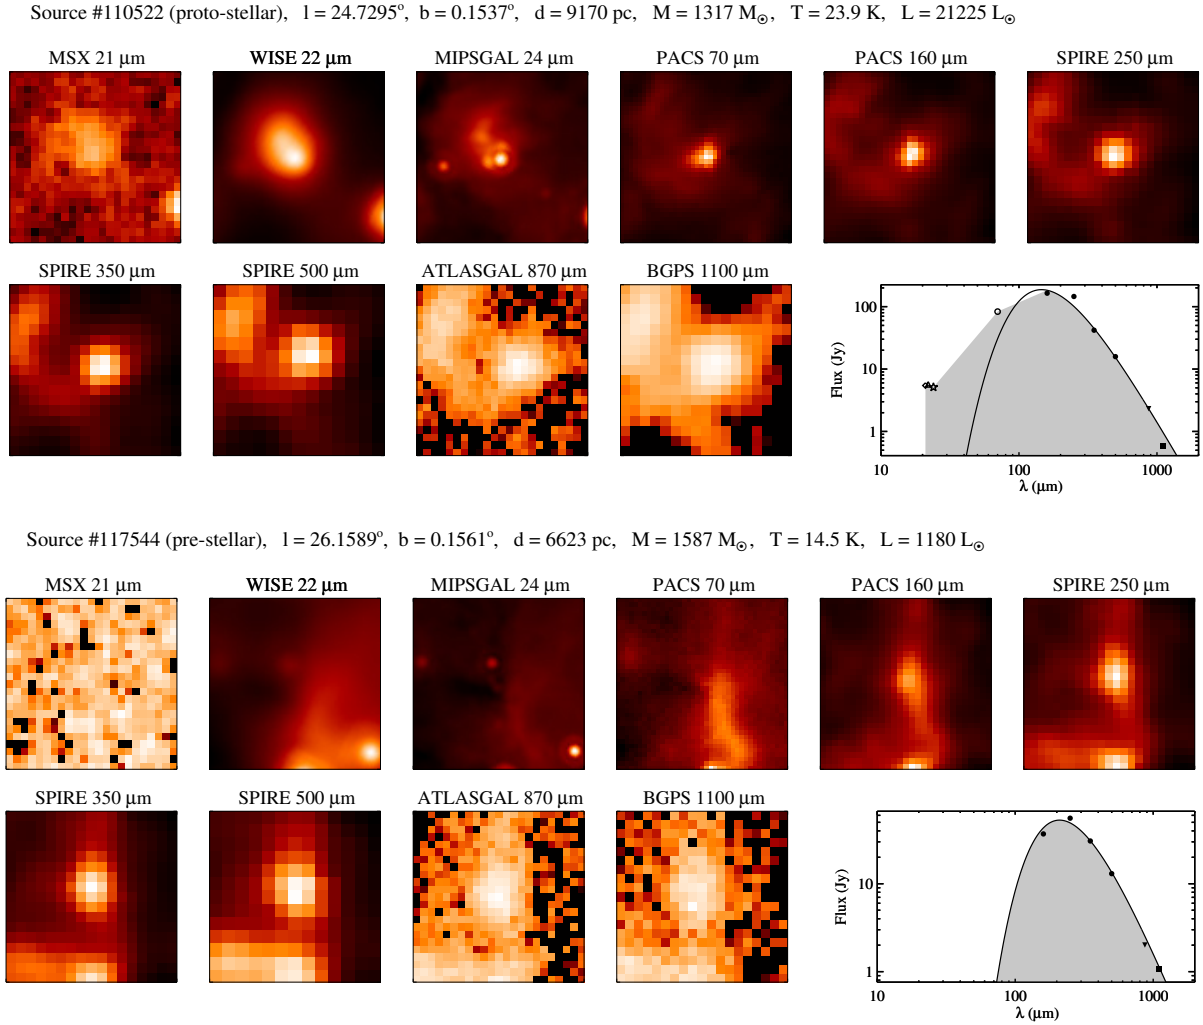 Source #110522 (proto-stellar), l = 24.7295°, b = 0.1537°, d = 9170 pc, M = 1317 M☉, T = 23.9 K, L = 21225 L☉
MSX 21 μm WISE 22 μm MIPSGAL 24 μm PACS 70 μm PACS 160 μm SPIRE 250 μm
SPIRE 350 μm SPIRE 500 μm ATLASGAL 870 μm BGPS 1100 μm
Flux (Jy)
100
10
1
10 100 1000
λ (μm)
Source #117544 (pre-stellar), l = 26.1589°, b = 0.1561°, d = 6623 pc, M = 1587 M☉, T = 14.5 K, L = 1180 L☉
MSX 21 μm WISE 22 μm MIPSGAL 24 μm PACS 70 μm PACS 160 μm SPIRE 250 μm
SPIRE 350 μm SPIRE 500 μm ATLASGAL 870 μm BGPS 1100 μm
Flux (Jy)
10
1
10 100 1000
λ (μm)